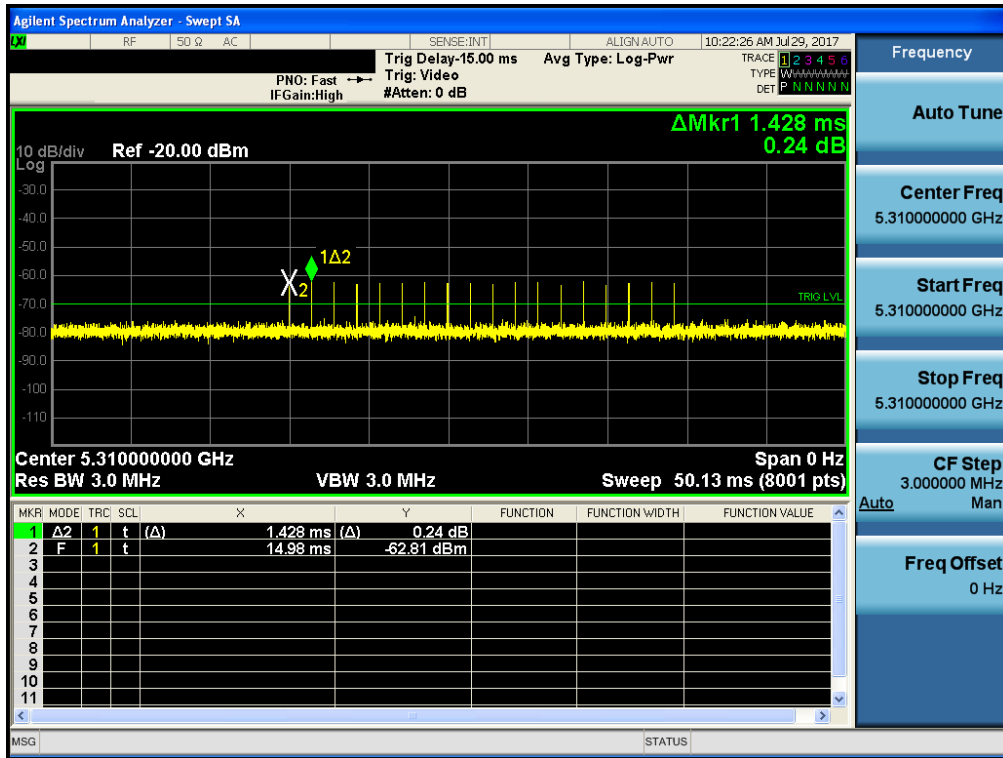 Agilent Spectrum Analyzer - Swept SA
LXI RF 50 Ω AC SENSE:INT ALIGN AUTO 10:22:26 AM Jul 29, 2017
Trig Delay-15.00 ms Avg Type: Log-Pwr TRACE 1 2 3 4 5 6
PNO: Fast Trig: Video TYPE W
IFGain:High #Atten: 0 dB DET P N N N N N
ΔMkr1 1.428 ms
10 dB/div Ref -20.00 dBm 0.24 dB
Log
-30.0
-40.0
-50.0
1Δ2
-60.0
X2
-70.0
TRIG LVL
-80.0
-90.0
-100
-110
Center 5.310000000 GHz Span 0 Hz
Res BW 3.0 MHz VBW 3.0 MHz Sweep 50.13 ms (8001 pts)
MKR MODE TRC SCL X Y FUNCTION FUNCTION WIDTH FUNCTION VALUE
1 Δ2 1 t (Δ) 1.428 ms (Δ) 0.24 dB
2 F 1 t 14.98 ms -62.81 dBm
3
4
5
6
7
8
9
10
11
MSG STATUS
Frequency
Auto Tune
Center Freq
5.310000000 GHz
Start Freq
5.310000000 GHz
Stop Freq
5.310000000 GHz
CF Step
3.000000 MHz
Auto Man
Freq Offset
0 Hz